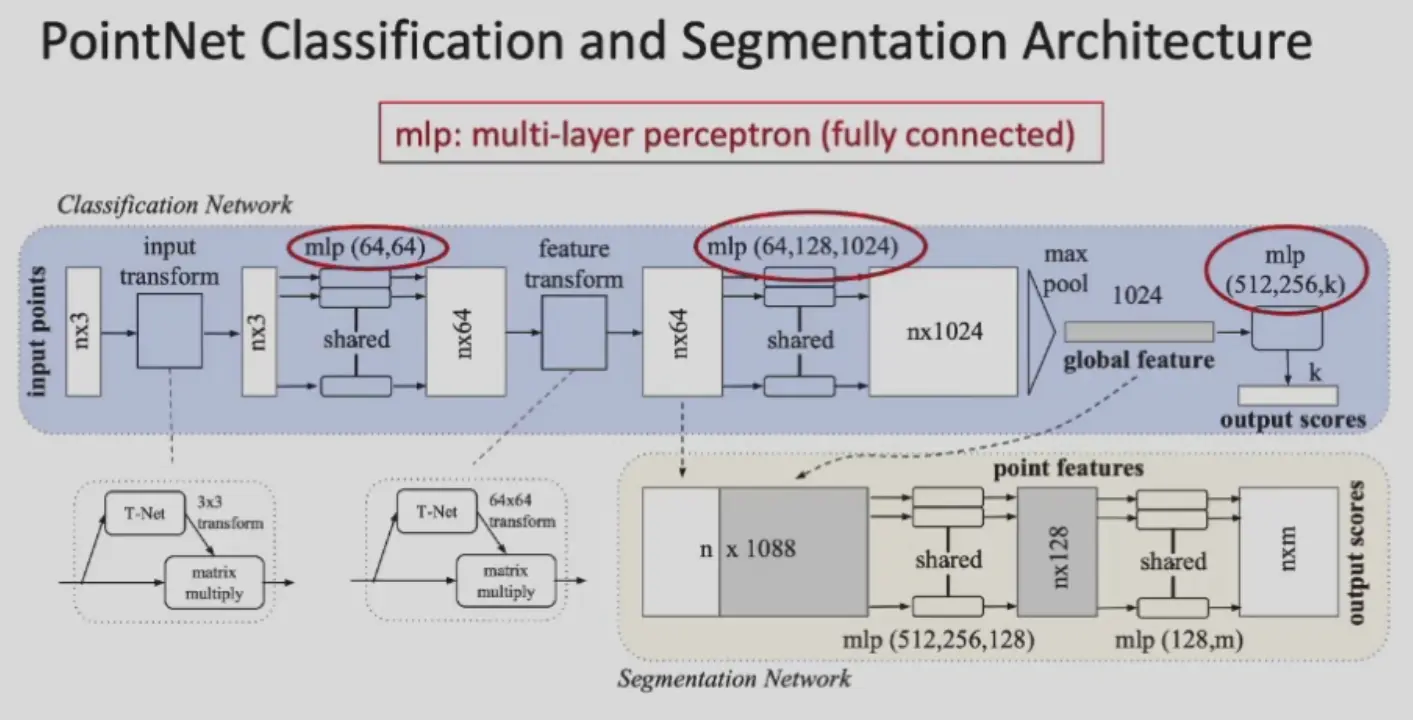 PointNet Classification and Segmentation Architecture
mlp: multi-layer perceptron (fully connected)
Classification Network
input points
nx3
input
transform
nx3
mlp (64,64)
shared
nx64
feature
transform
nx64
mlp (64,128,1024)
shared
nx1024
max
pool
1024
global feature
mlp
(512,256,k)
k
output scores
T-Net
3x3
transform
matrix
multiply
T-Net
64x64
transform
matrix
multiply
point features
n x 1088
shared
mlp (512,256,128)
nx128
shared
mlp (128,m)
nxm
output scores
Segmentation Network